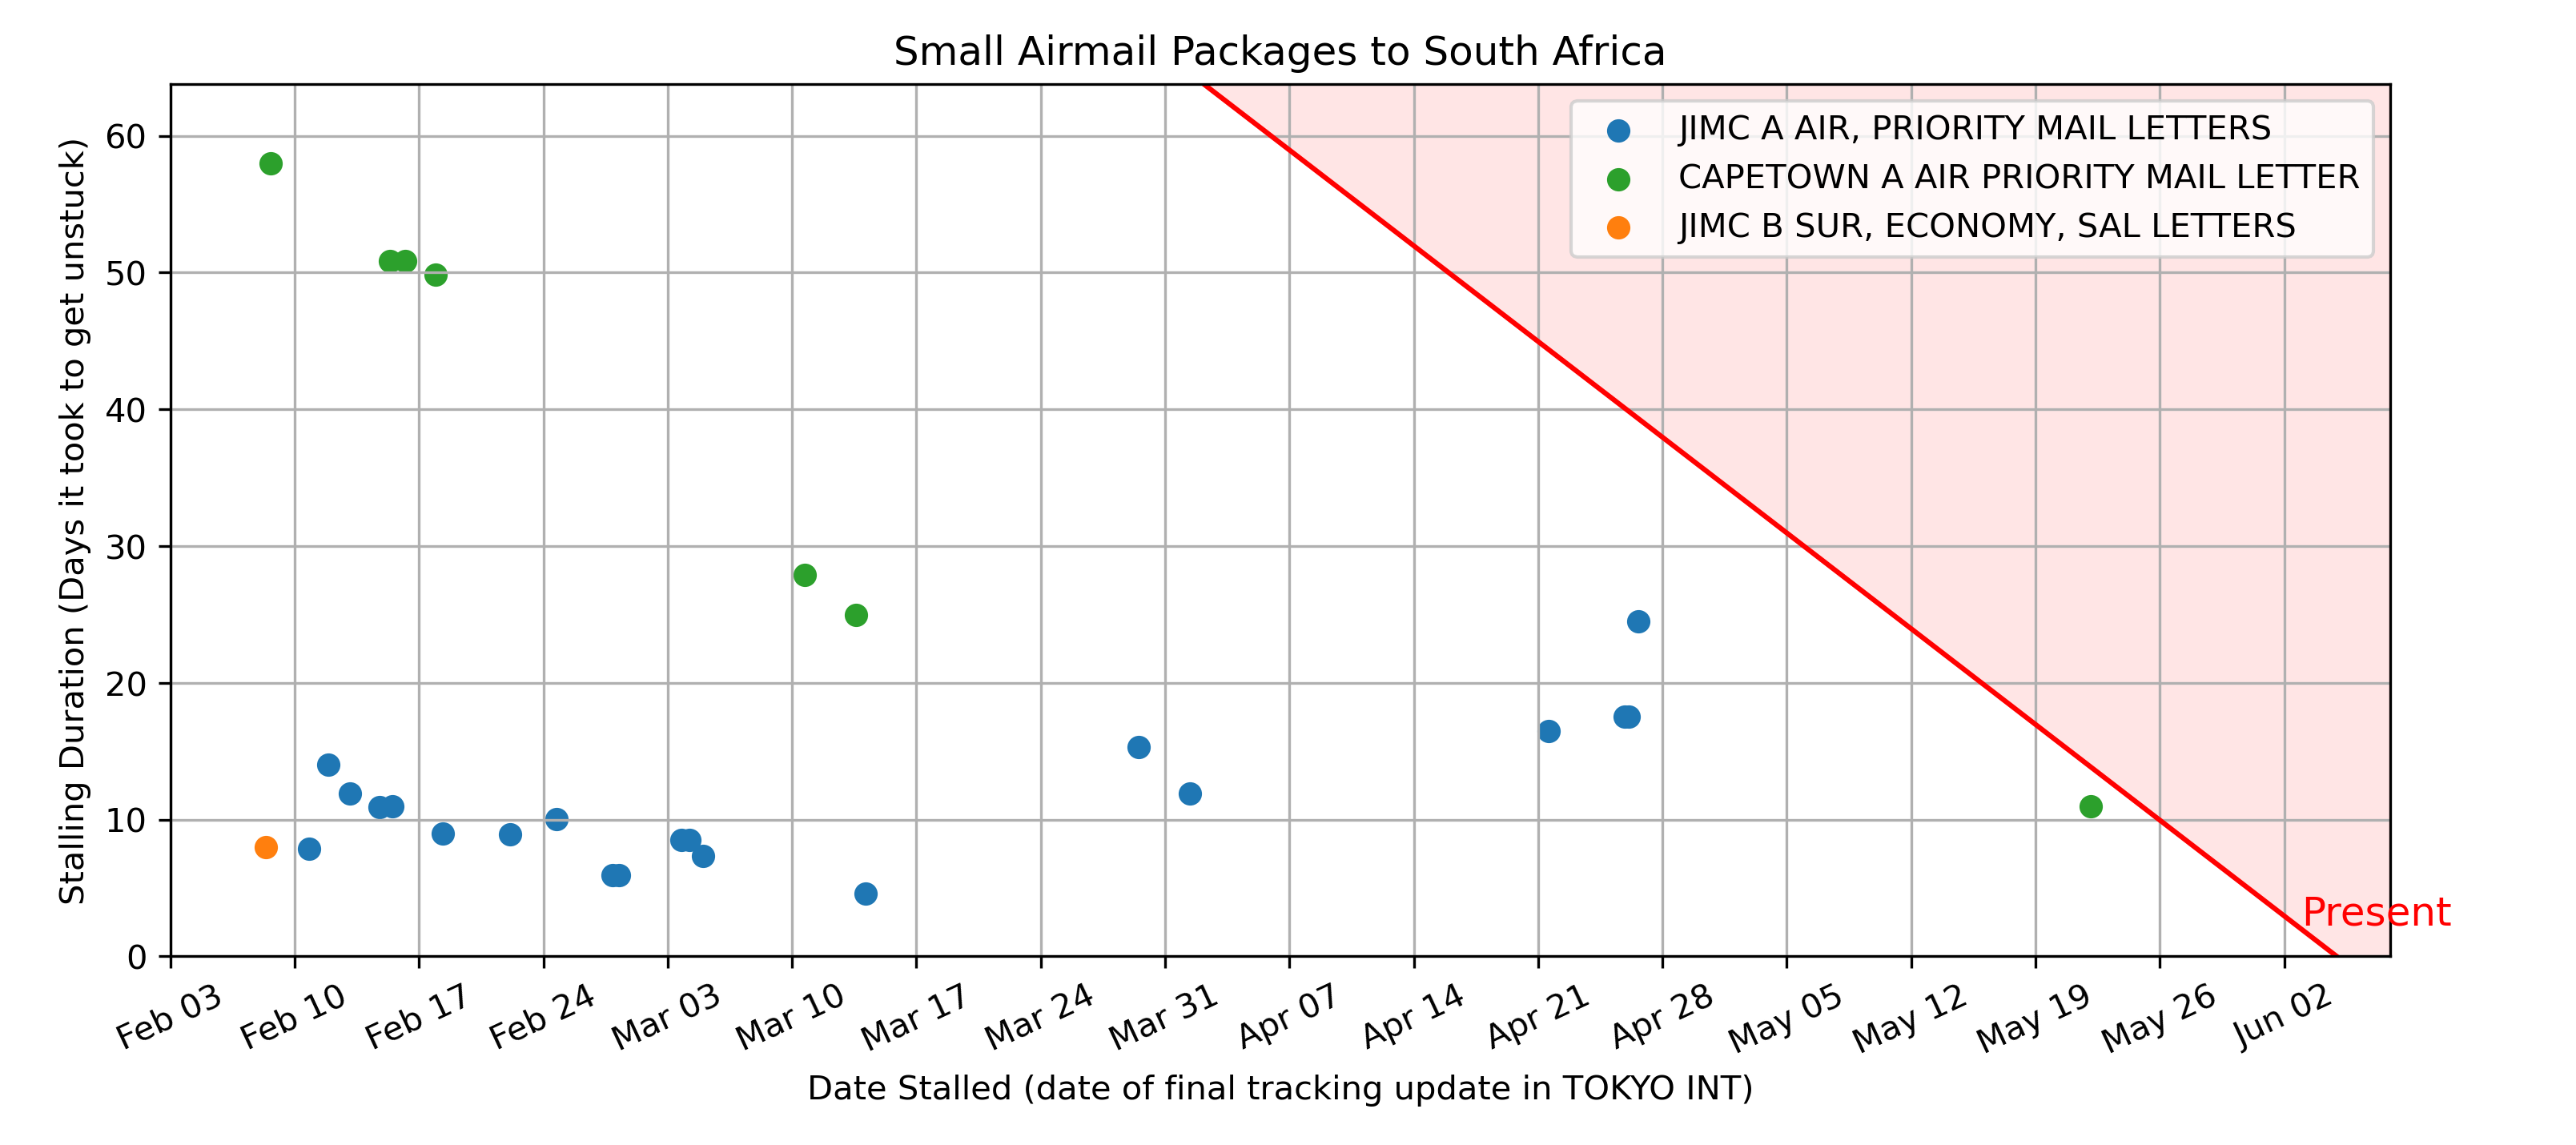 Small Airmail Packages to South Africa
JIMC A AIR, PRIORITY MAIL LETTERS
CAPETOWN A AIR PRIORITY MAIL LETTER
JIMC B SUR, ECONOMY, SAL LETTERS
Stalling Duration (Days it took to get unstuck)
60
50
40
30
20
10
0
Present
Feb 03 Feb 10 Feb 17 Feb 24 Mar 03 Mar 10 Mar 17 Mar 24 Mar 31 Apr 07 Apr 14 Apr 21 Apr 28 May 05 May 12 May 19 May 26 Jun 02
Date Stalled (date of final tracking update in TOKYO INT)